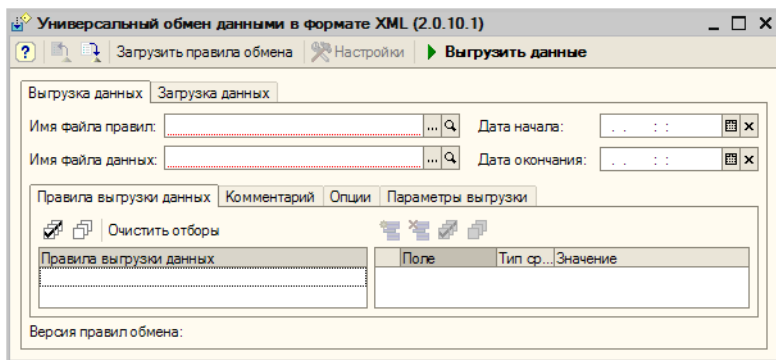 Универсальный обмен данными в формате XML (2.0.10.1)
Загрузить правила обмена Настройки Выгрузить данные
Выгрузка данных Загрузка данных
Имя файла правил: ... Дата начала: . . : :
Имя файла данных: ... Дата окончания: . . : :
Правила выгрузки данных Комментарий Опции Параметры выгрузки
Очистить отборы
Правила выгрузки данных Поле Тип ср... Значение
Версия правил обмена: